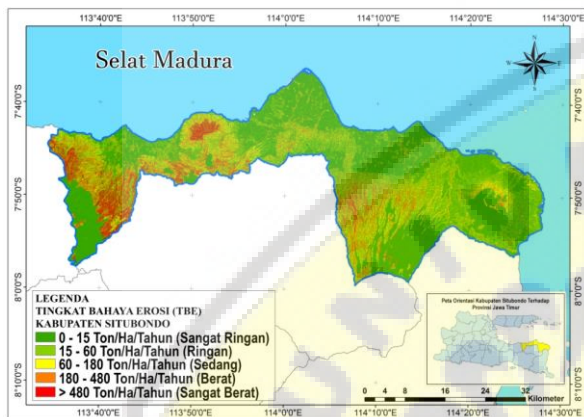 113°40'0"E 113°50'0"E 114°0'0"E 114°10'0"E 114°20'0"E 114°30'0"E
Selat Madura
7°40'0"S
7°40'0"S
7°50'0"S
7°50'0"S
8°0'0"S
8°0'0"S
8°10'0"S
8°10'0"S
LEGENDA
TINGKAT BAHAYA EROSI (TBE)
KABUPATEN SITUBONDO
0 - 15 Ton/Ha/Tahun (Sangat Ringan)
15 - 60 Ton/Ha/Tahun (Ringan)
60 - 180 Ton/Ha/Tahun (Sedang)
180 - 480 Ton/Ha/Tahun (Berat)
> 480 Ton/Ha/Tahun (Sangat Berat)
Peta Orientasi Kabupaten Situbondo Terhadap
Provinsi Jawa Timur
0 4 8 16 24 32
Kilometer
113°40'0"E 113°50'0"E 114°0'0"E 114°10'0"E 114°20'0"E 114°30'0"E